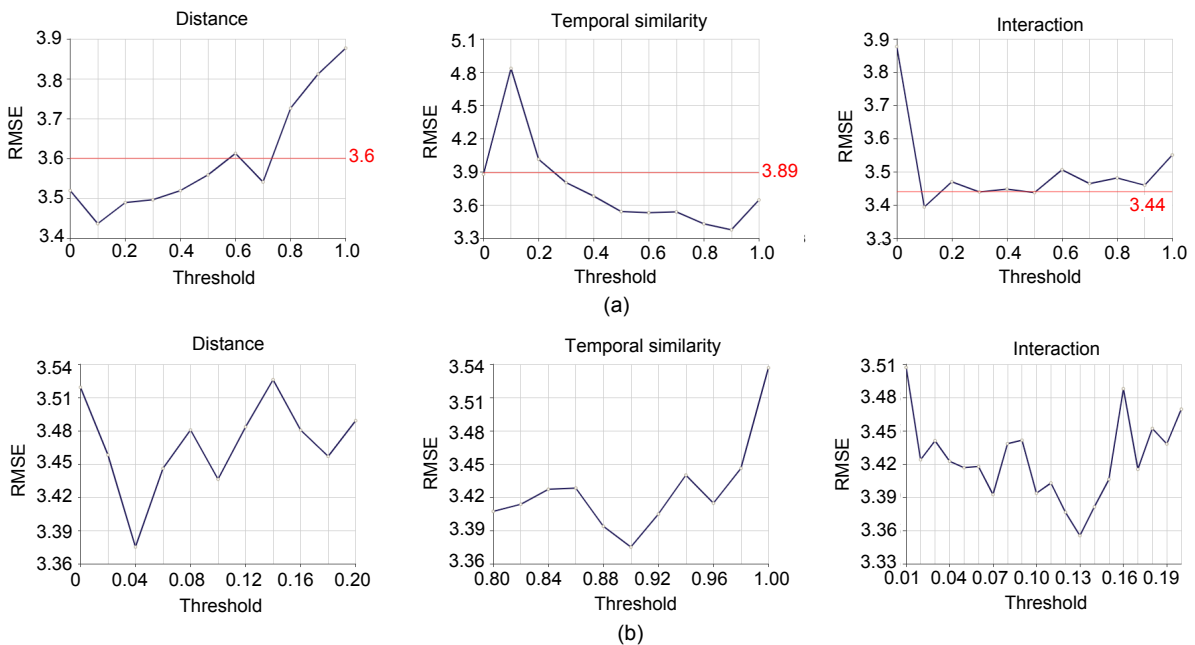 Distance
3.9
3.8
3.7
3.6
3.5
3.4
RMSE
3.6
0 0.2 0.4 0.6 0.8 1.0
Threshold
Temporal similarity
5.1
4.8
4.5
4.2
3.9
3.6
3.3
RMSE
3.89
0 0.2 0.4 0.6 0.8 1.0
Threshold
Interaction
3.9
3.8
3.7
3.6
3.5
3.4
3.3
RMSE
3.44
0 0.2 0.4 0.6 0.8 1.0
Threshold
(a)
Distance
3.54
3.51
3.48
3.45
3.42
3.39
3.36
RMSE
0 0.04 0.08 0.12 0.16 0.20
Threshold
Temporal similarity
3.54
3.51
3.48
3.45
3.42
3.39
3.36
RMSE
0.80 0.84 0.88 0.92 0.96 1.00
Threshold
Interaction
3.51
3.48
3.45
3.42
3.39
3.36
3.33
RMSE
0.01 0.04 0.07 0.10 0.13 0.16 0.19
Threshold
(b)